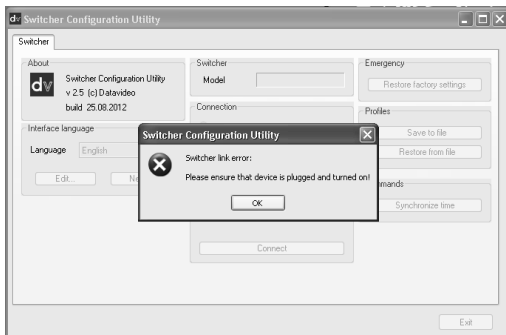 dv Switcher Configuration Utility
Switcher
About
dv
Switcher Configuration Utility
v 2.5 (c) Datavideo
build 25.08.2012
Switcher
Model
Emergency
Restore factory settings
Connection
Profiles
Save to file
Restore from file
Interface language
Language English
Edit...
Switcher Configuration Utility
Switcher link error:
Please ensure that device is plugged and turned on!
OK
Synchronize time
Connect
Exit